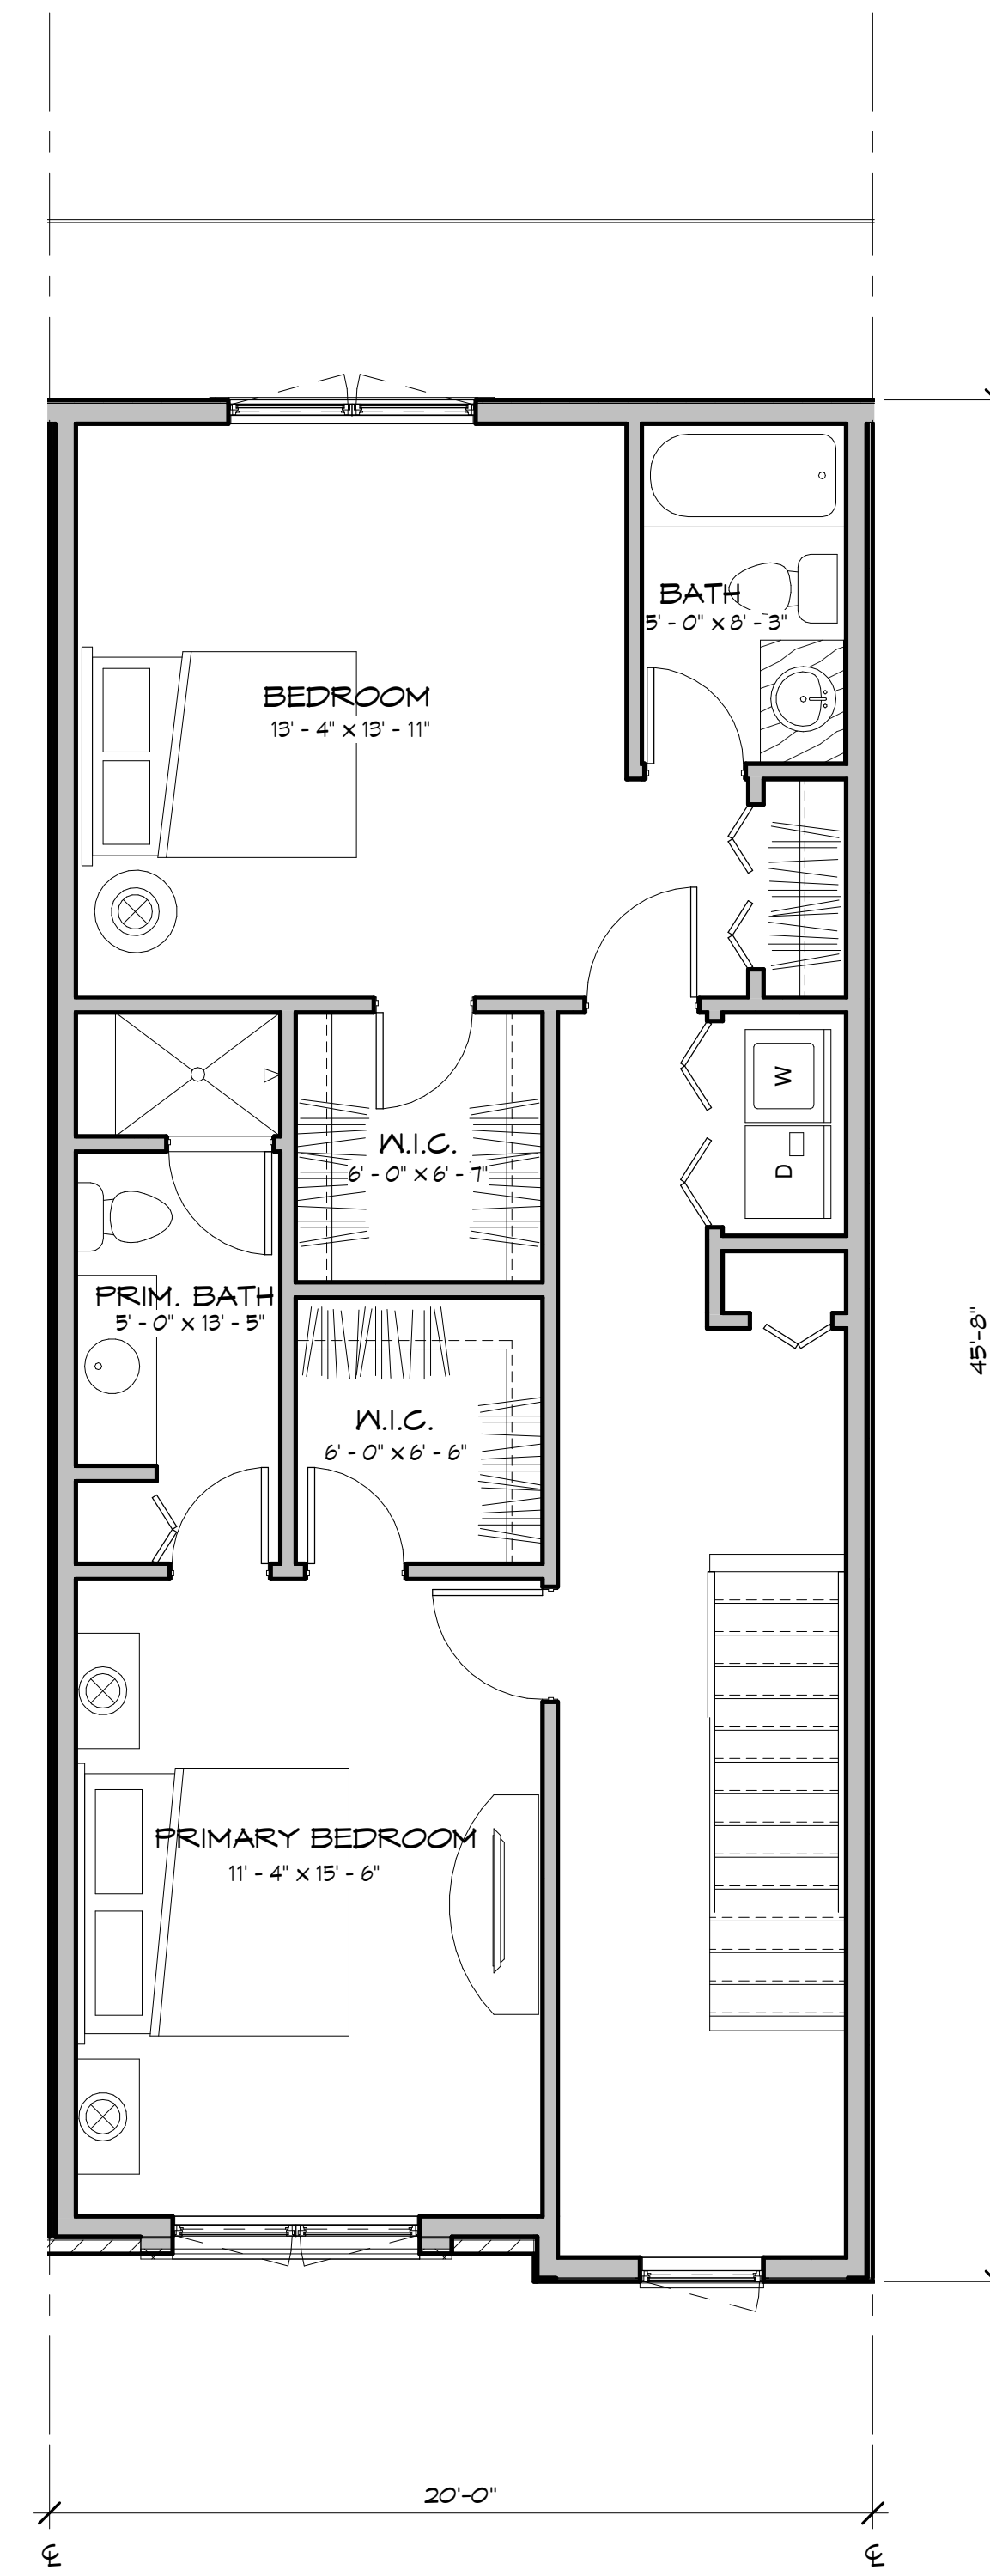 BATH
5' - 0" x 8' - 3"
BEDROOM
13' - 4" x 13' - 11"
W
D
W.I.C.
6' - 0" x 6' - 7"
PRIM. BATH
5' - 0" x 13' - 5"
45'-8"
W.I.C.
6' - 0" x 6' - 6"
PRIMARY BEDROOM
11' - 4" x 15' - 6"
20'-0"
℄ ℄